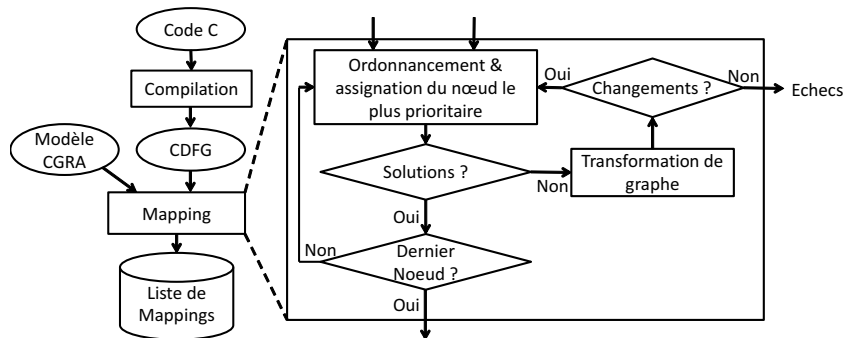 Code C
Compilation
Modèle
CGRA
CDFG
Mapping
Liste de
Mappings
Ordonnancement &
assignation du nœud le
plus prioritaire
Oui
Changements ?
Non
Echecs
Solutions ?
Non
Transformation de
graphe
Oui
Non
Dernier
Noeud ?
Oui